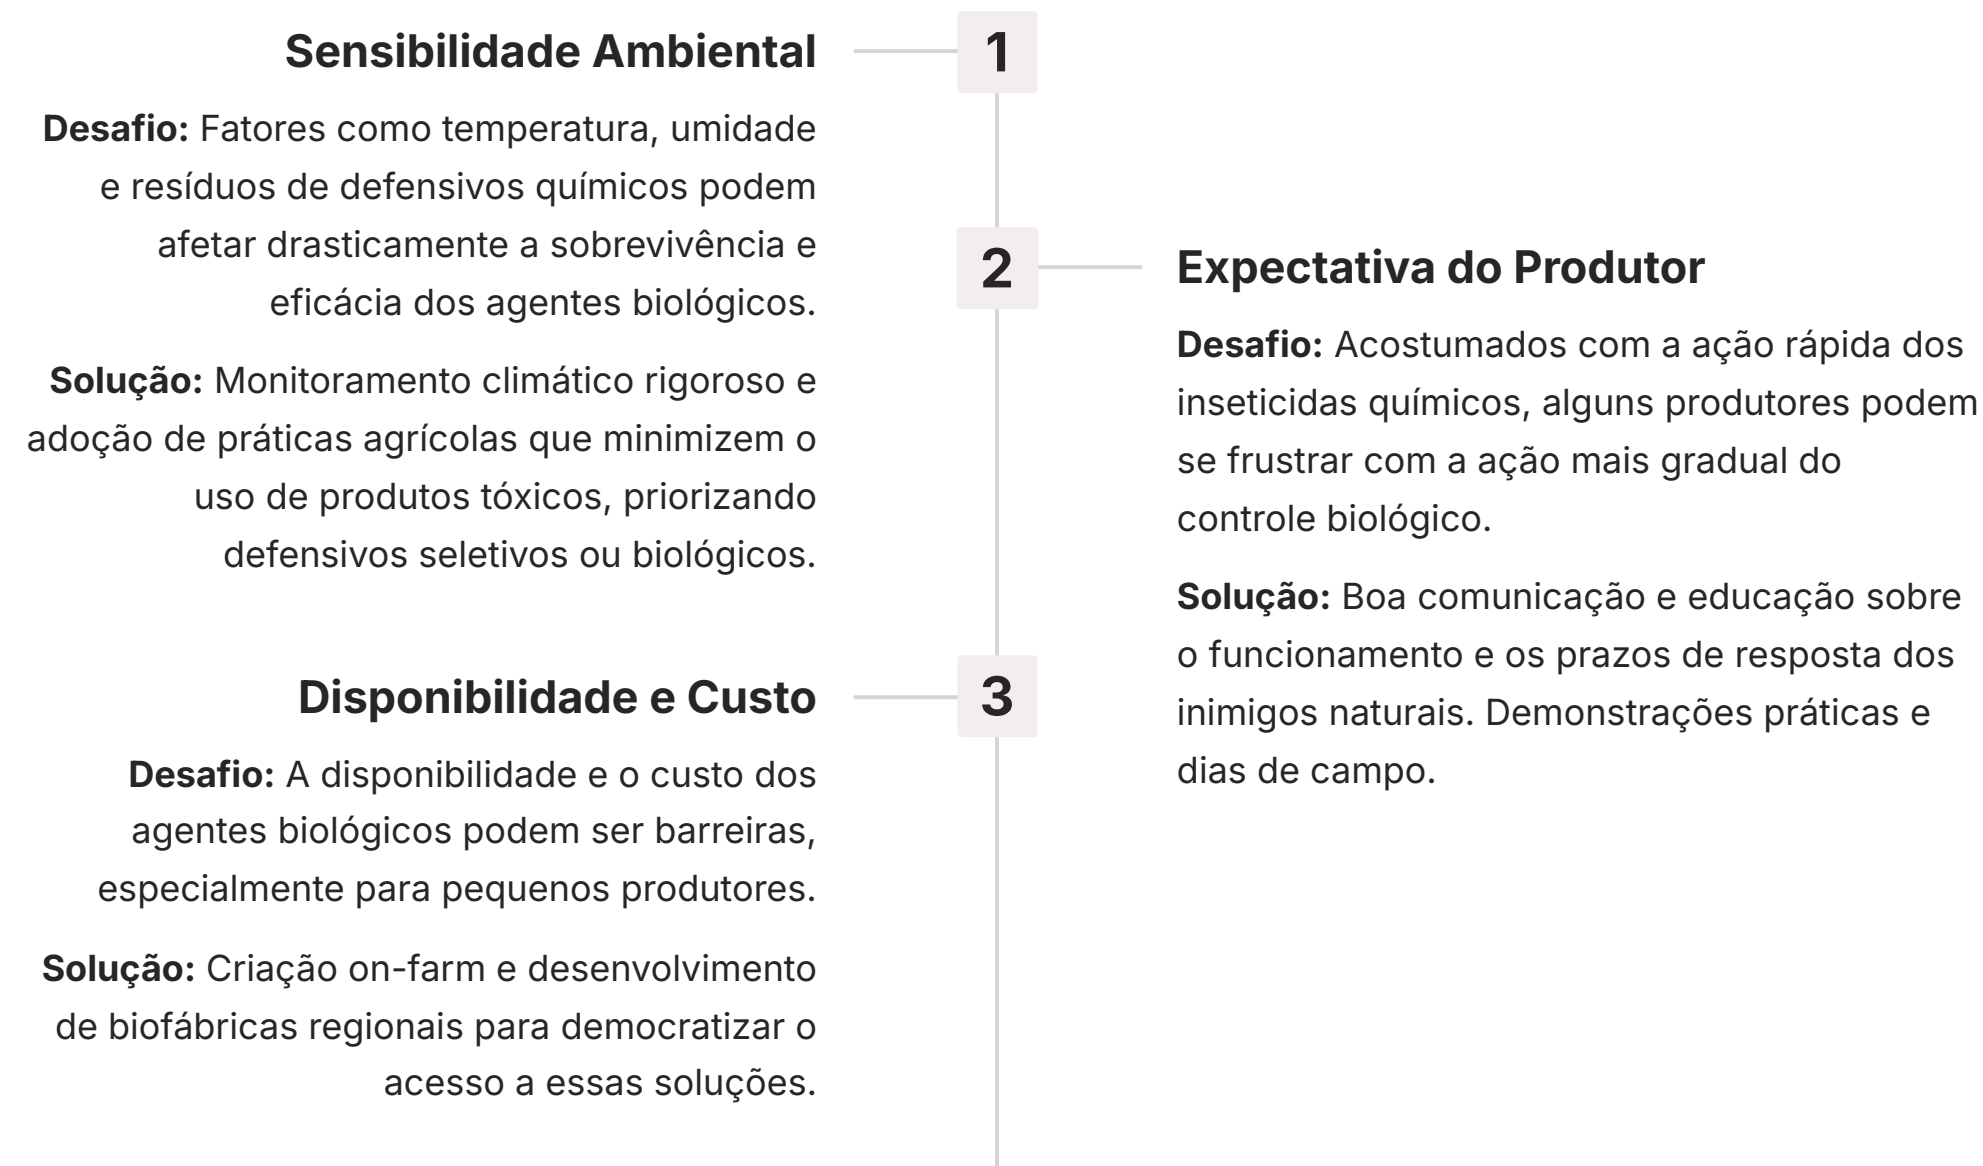 Sensibilidade Ambiental
1
Desafio: Fatores como temperatura, umidade
e resíduos de defensivos químicos podem
afetar drasticamente a sobrevivência e
eficácia dos agentes biológicos.
Solução: Monitoramento climático rigoroso e
adoção de práticas agrícolas que minimizem o
uso de produtos tóxicos, priorizando
defensivos seletivos ou biológicos.
2
Expectativa do Produtor
Desafio: Acostumados com a ação rápida dos
inseticidas químicos, alguns produtores podem
se frustrar com a ação mais gradual do
controle biológico.
Solução: Boa comunicação e educação sobre
o funcionamento e os prazos de resposta dos
inimigos naturais. Demonstrações práticas e
dias de campo.
Disponibilidade e Custo
3
Desafio: A disponibilidade e o custo dos
agentes biológicos podem ser barreiras,
especialmente para pequenos produtores.
Solução: Criação on-farm e desenvolvimento
de biofábricas regionais para democratizar o
acesso a essas soluções.